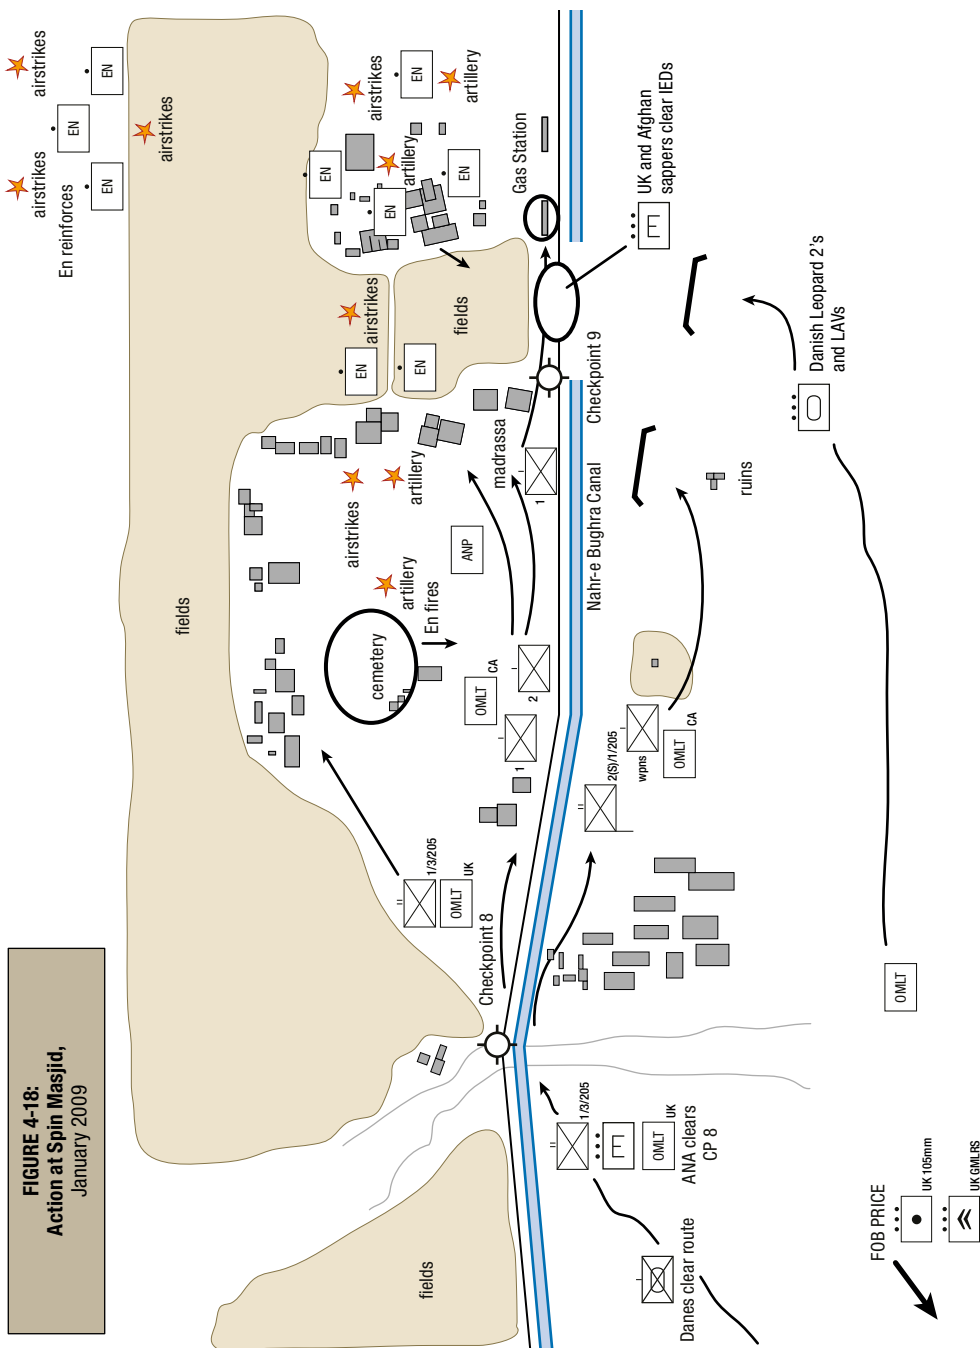 FIGURE 4-18:
Action at Spin Masjid,
January 2009
fields
fields
Danes clear route
1/3/205
OMLT
UK
ANA clears
CP 8
FOB PRICE
UK 105mm
UK GMLRS
Checkpoint 8
1/3/205
OMLT
UK
OMLT
cemetery
En fires
artillery
airstrikes
artillery
1
2
OMLT
CA
ANP
madrassa
1
2(S)/1/205
wpns
OMLT
CA
Nahr-e Bughra Canal
ruins
Checkpoint 9
Danish Leopard 2's
and LAVs
UK and Afghan
sappers clear IEDs
Gas Station
fields
EN
EN
airstrikes
EN
EN
EN
artillery
airstrikes
EN
artillery
En reinforces
airstrikes
EN
EN
airstrikes
EN
airstrikes